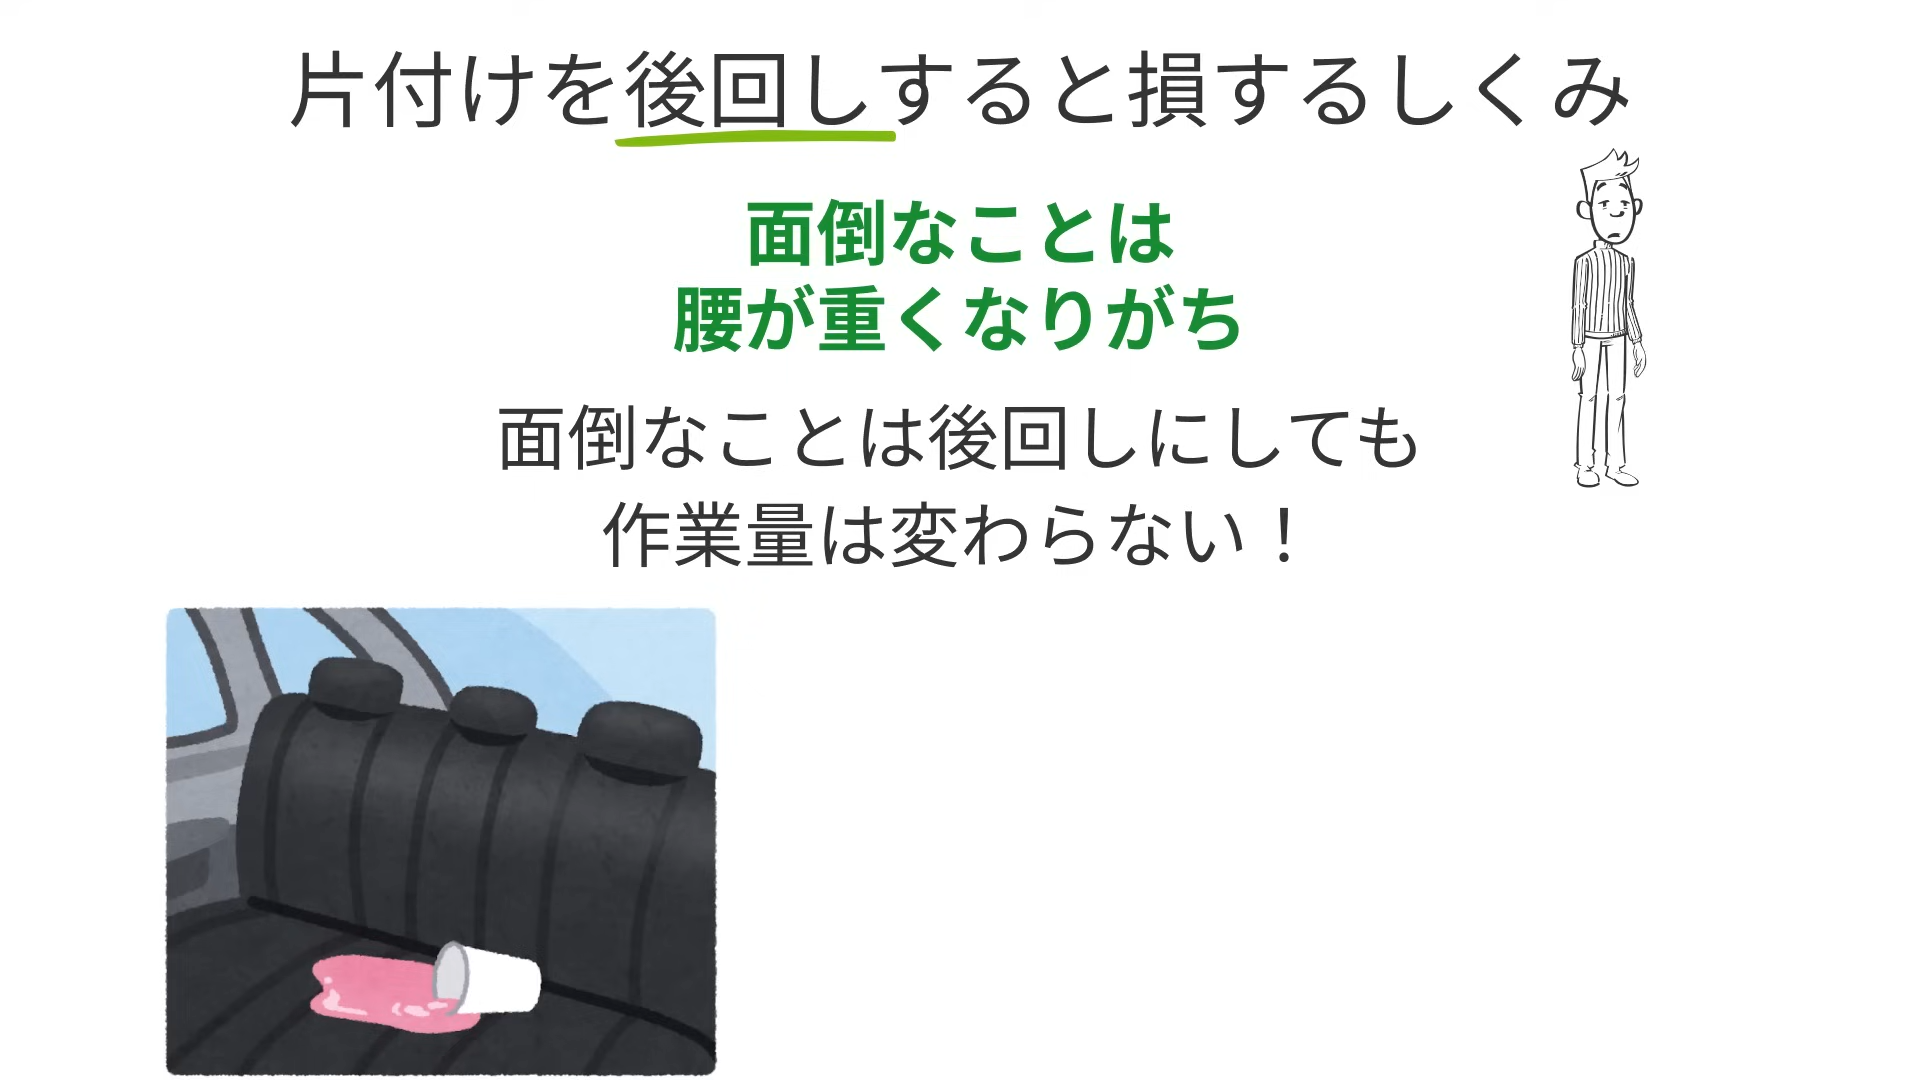 片付けを後回しすると損するしくみ
面倒なことは
腰が重くなりがち
面倒なことは後回しにしても
作業量は変わらない！